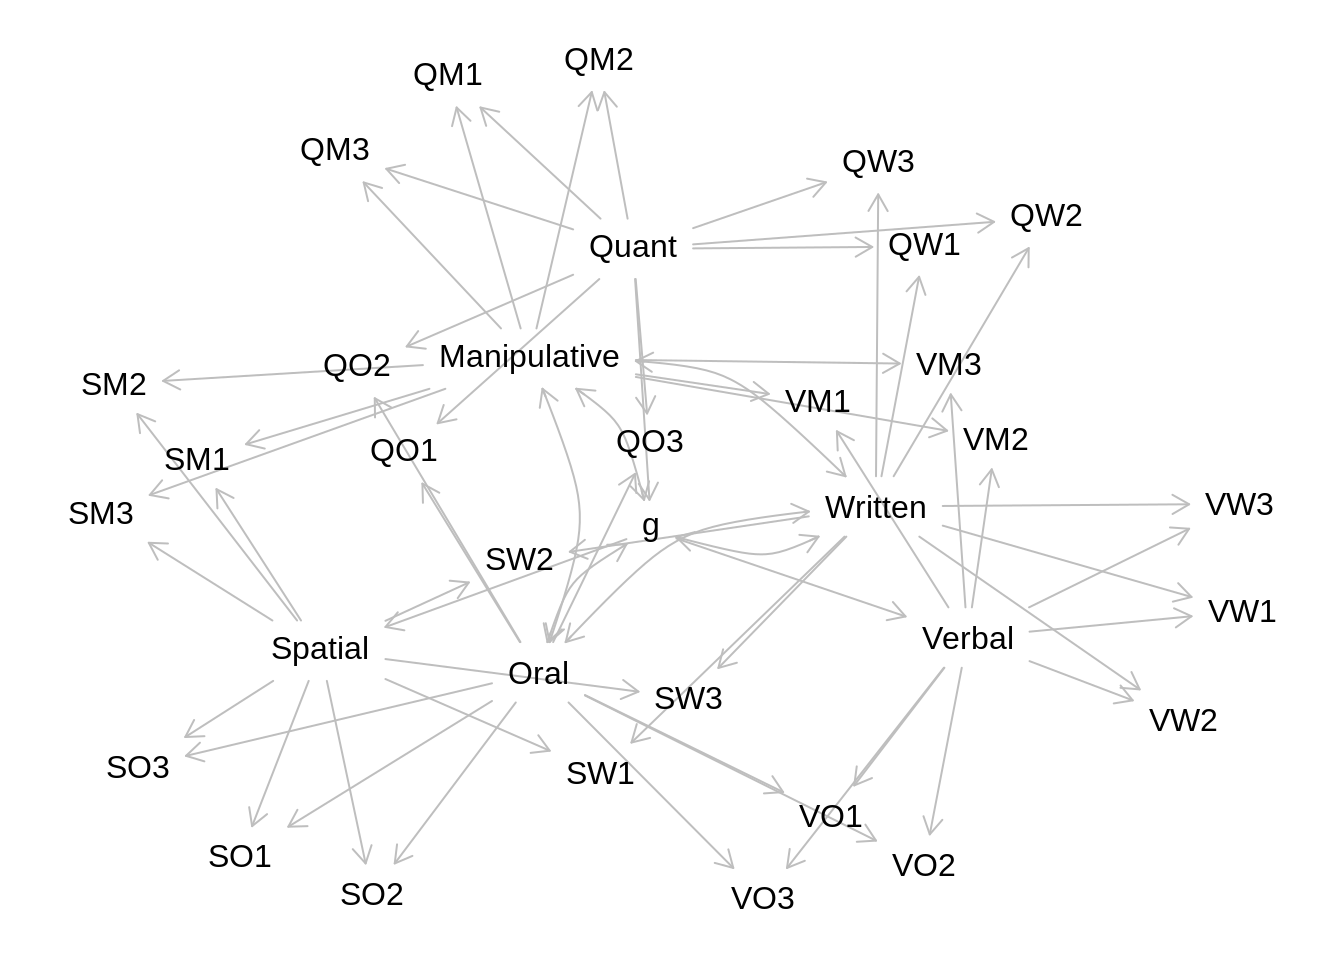 QM2
QM1
QM3
QW3
QW2
QW1
Quant
Manipulative
QO2
VM3
SM2
VM1
VM2
QO3
QO1
SM1
Written
VW3
SM3
g
SW2
VW1
Verbal
Spatial
Oral
SW3
VW2
SO3
SW1
VO1
SO1
VO2
SO2
VO3